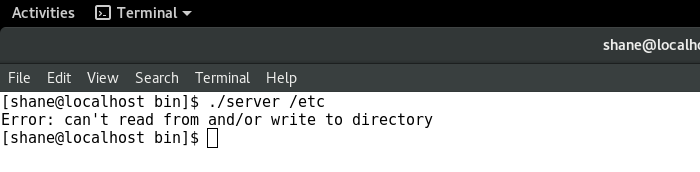 Activities Terminal
shane@localh
File Edit View Search Terminal Help
[shane@localhost bin]$ ./server /etc
Error: can't read from and/or write to directory
[shane@localhost bin]$